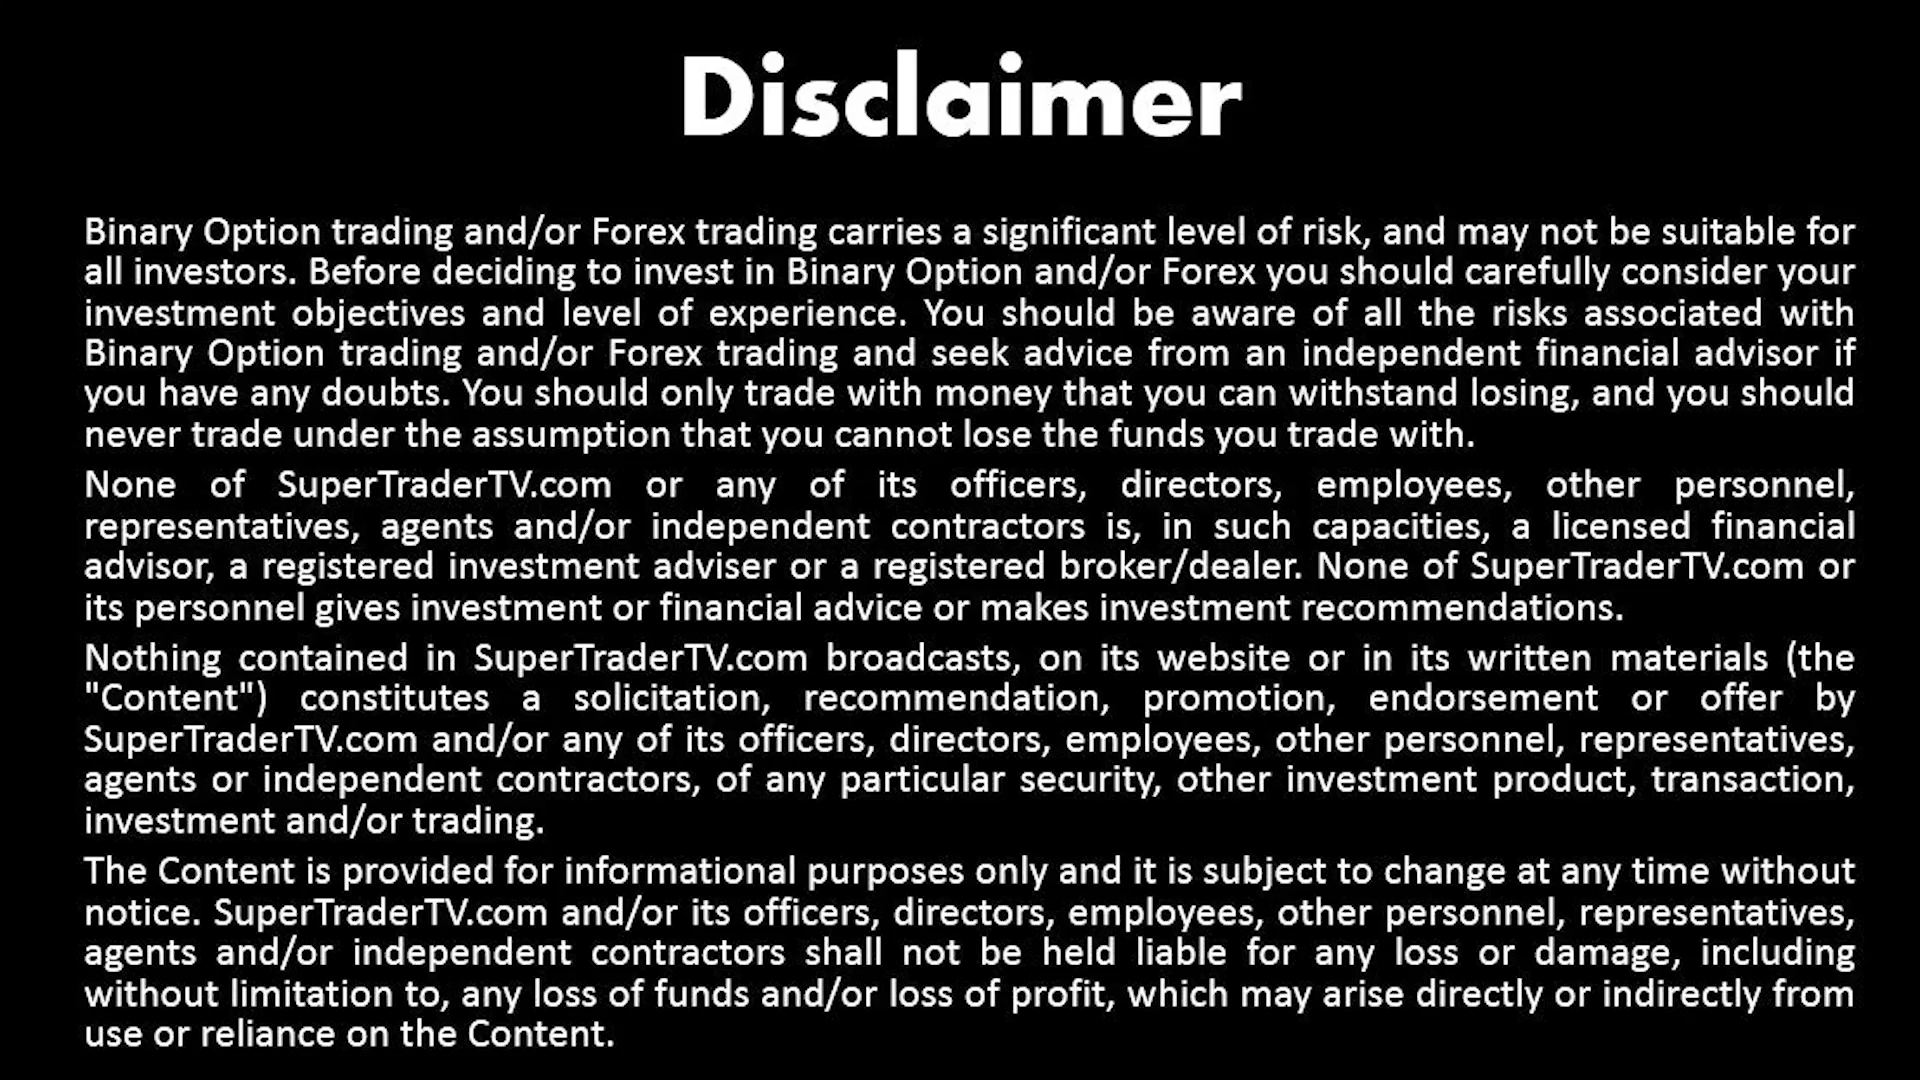 Disclaimer
Binary Option trading and/or Forex trading carries a significant level of risk, and may not be suitable for
all investors. Before deciding to invest in Binary Option and/or Forex you should carefully consider your
investment objectives and level of experience. You should be aware of all the risks associated with
Binary Option trading and/or Forex trading and seek advice from an independent financial advisor if
you have any doubts. You should only trade with money that you can withstand losing, and you should
never trade under the assumption that you cannot lose the funds you trade with.
None of SuperTraderTV.com or any of its officers, directors, employees, other personnel,
representatives, agents and/or independent contractors is, in such capacities, a licensed financial
advisor, a registered investment adviser or a registered broker/dealer. None of SuperTraderTV.com or
its personnel gives investment or financial advice or makes investment recommendations.
Nothing contained in SuperTraderTV.com broadcasts, on its website or in its written materials (the
"Content") constitutes a solicitation, recommendation, promotion, endorsement or offer by
SuperTraderTV.com and/or any of its officers, directors, employees, other personnel, representatives,
agents or independent contractors, of any particular security, other investment product, transaction,
investment and/or trading.
The Content is provided for informational purposes only and it is subject to change at any time without
notice. SuperTraderTV.com and/or its officers, directors, employees, other personnel, representatives,
agents and/or independent contractors shall not be held liable for any loss or damage, including
without limitation to, any loss of funds and/or loss of profit, which may arise directly or indirectly from
use or reliance on the Content.